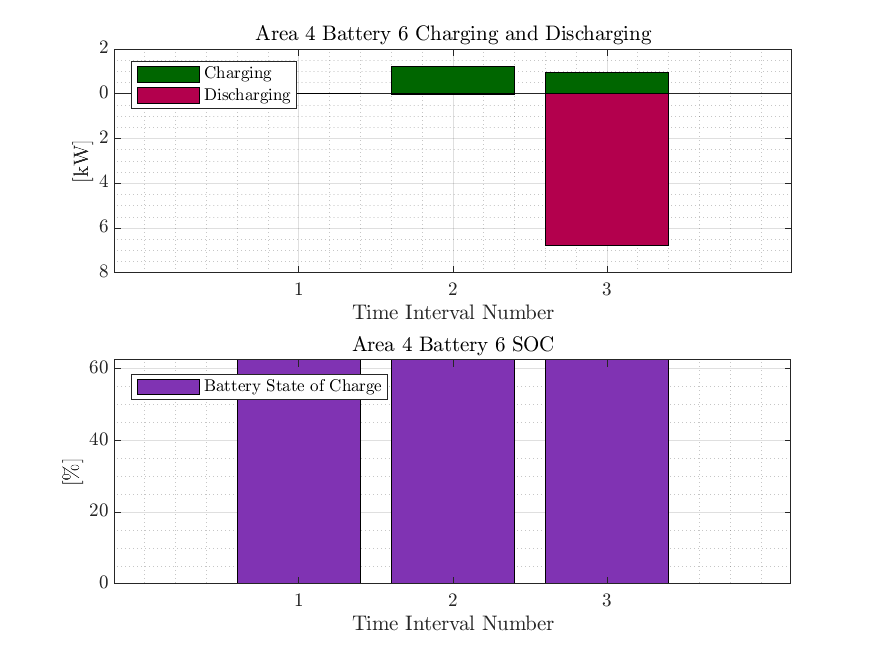 Area 4 Battery 6 Charging and Discharging
2
Charging
0
Discharging
2
[kW]
4
6
8
1 2 3
Time Interval Number
Area 4 Battery 6 SOC
60
Battery State of Charge
40
[%]
20
0
1 2 3
Time Interval Number